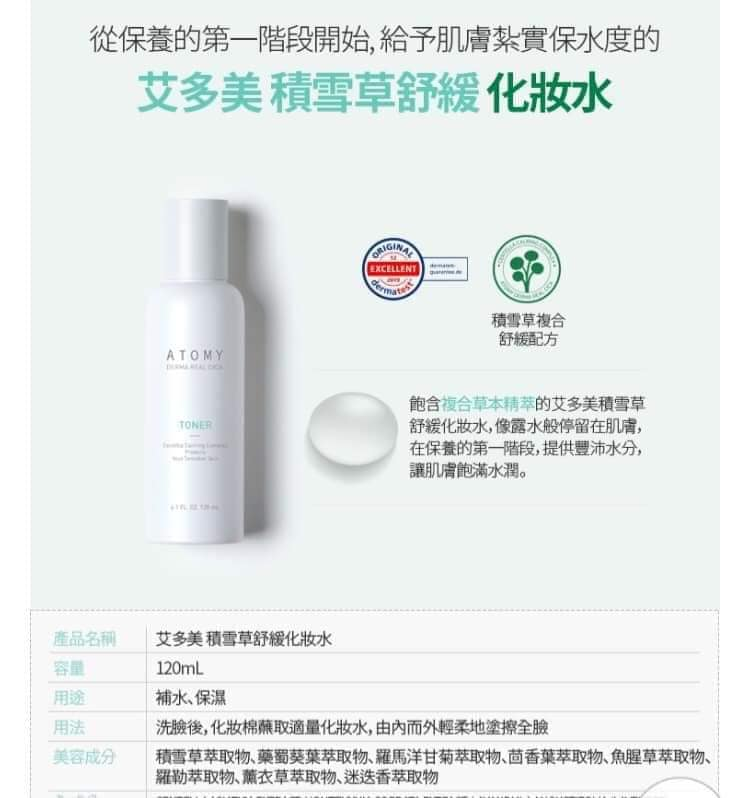 從保養的第一階段開始, 給予肌膚紮實保水度的
艾多美 積雪草舒緩 化妝水
ORIGINAL
EXCELLENT
dermatest
積雪草複合
舒緩配方
ATOMY
DERMA REAL CICA
TONER
120 mL
飽含複合草本精萃的艾多美積雪草
舒緩化妝水, 像露水般停留在肌膚,
在保養的第一階段, 提供豐沛水分,
讓肌膚飽滿水潤。
產品名稱 艾多美 積雪草舒緩化妝水
容量 120mL
用途 補水、保濕
用法 洗臉後, 化妝棉蘸取適量化妝水, 由內而外輕柔地塗擦全臉
美容成分 積雪草萃取物、藥蜀葵葉萃取物、羅馬洋甘菊萃取物、茴香葉萃取物、魚腥草萃取物、
羅勒萃取物、薰衣草萃取物、迷迭香萃取物